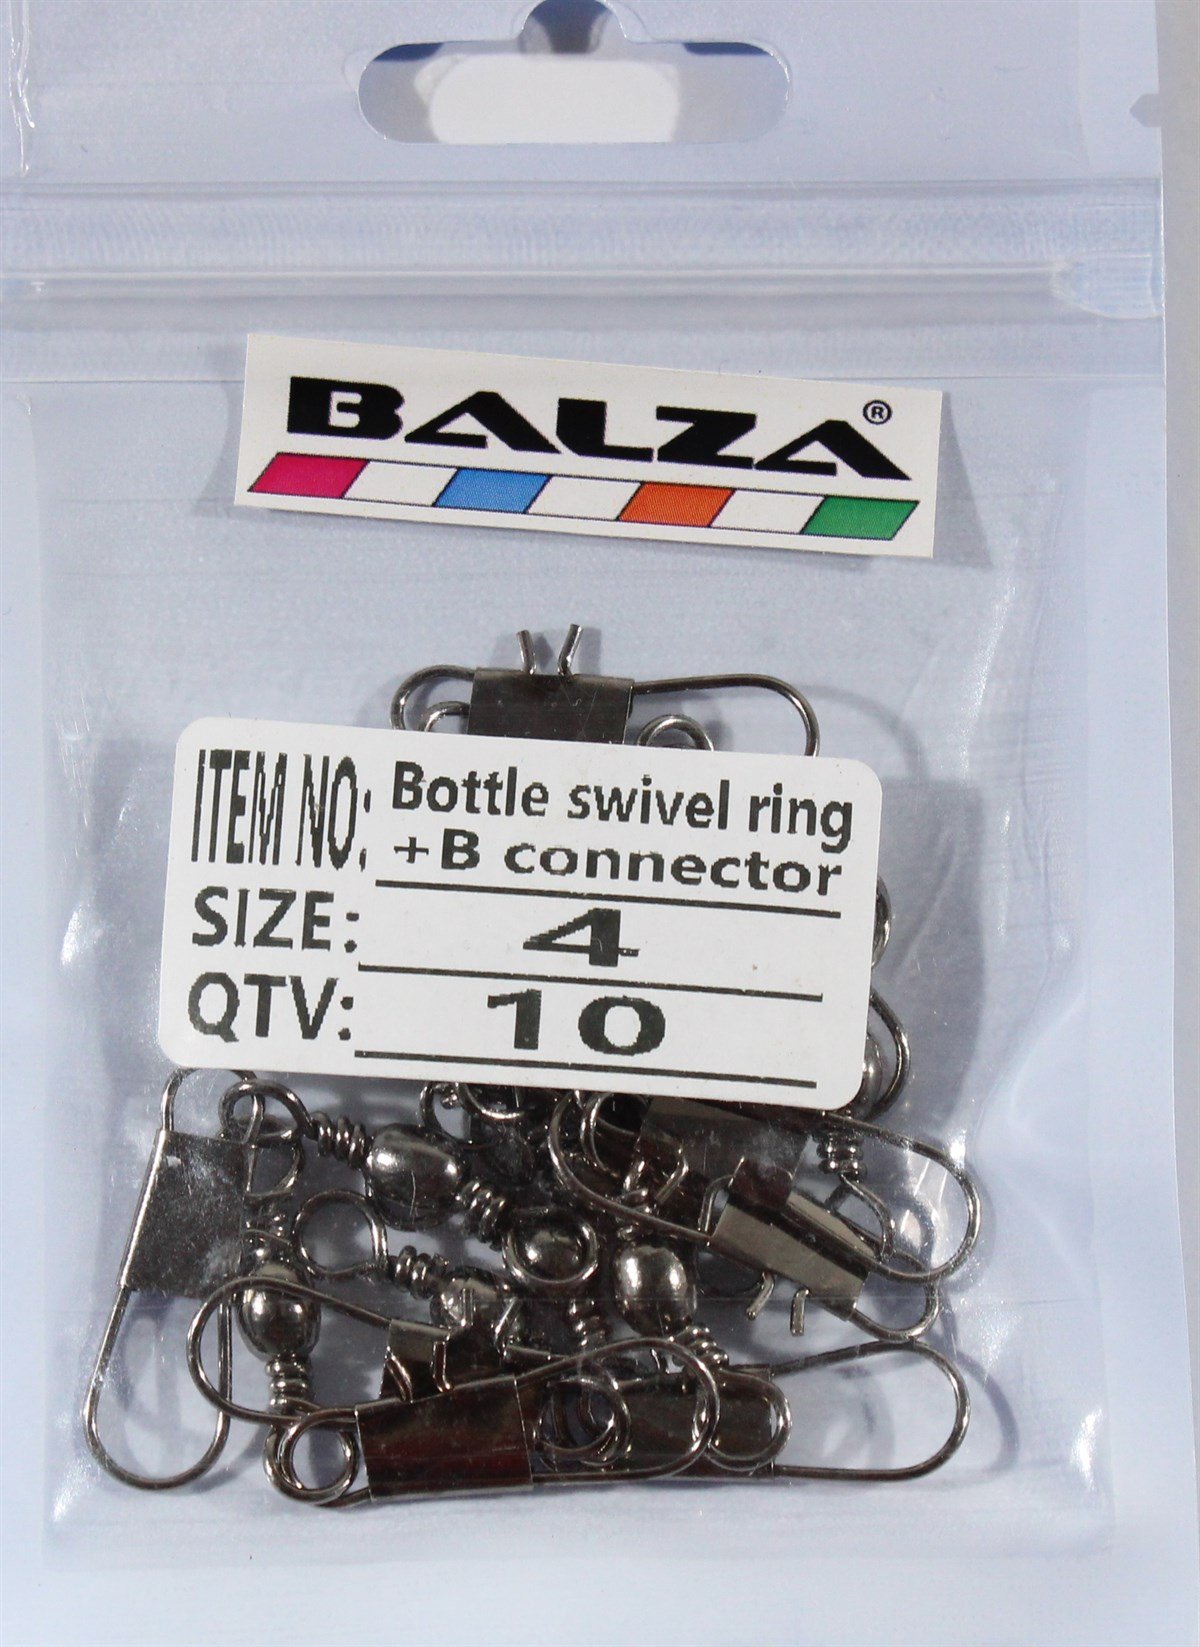 BALZA®
ITEM NO: Bottle swivel ring
+B connector
SIZE: 4
QTV: 10